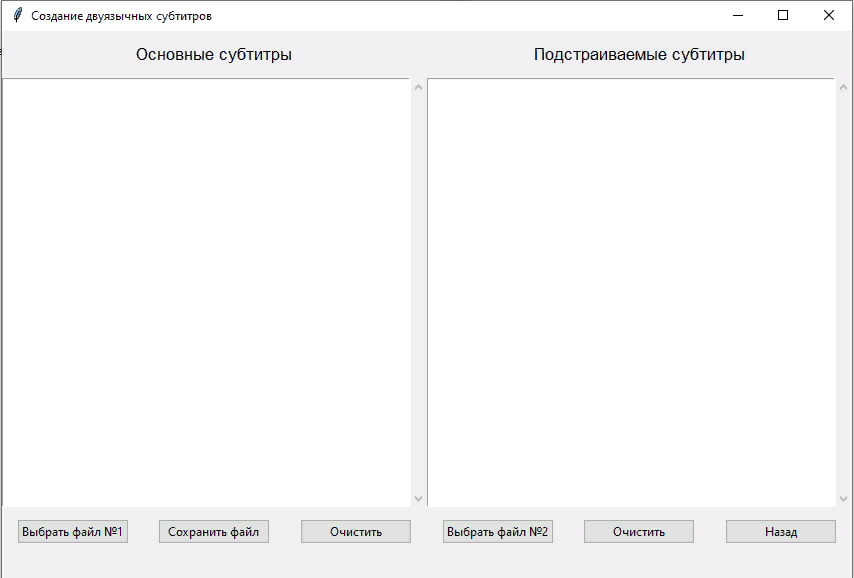 Создание двуязычных субтитров
Основные субтитры
Подстраиваемые субтитры
Выбрать файл №1
Сохранить файл
Очистить
Выбрать файл №2
Очистить
Назад